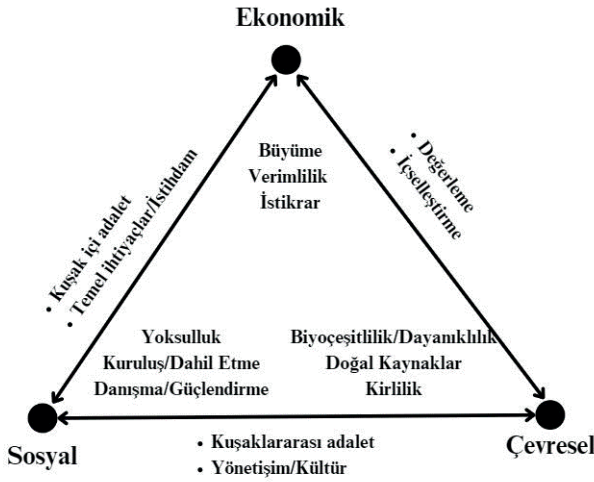 Ekonomik
Büyüme
Verimlilik
İstikrar
• Kuşak içi adalet
• Temel ihtiyaçlar/İstihdam
• Değerleme
• İçselleştirme
Yoksulluk
Kuruluş/Dahil Etme
Danışma/Güçlendirme
Biyoçeşitlilik/Dayanıklılık
Doğal Kaynaklar
Kirlilik
Sosyal
Çevresel
• Kuşaklararası adalet
• Yönetişim/Kültür